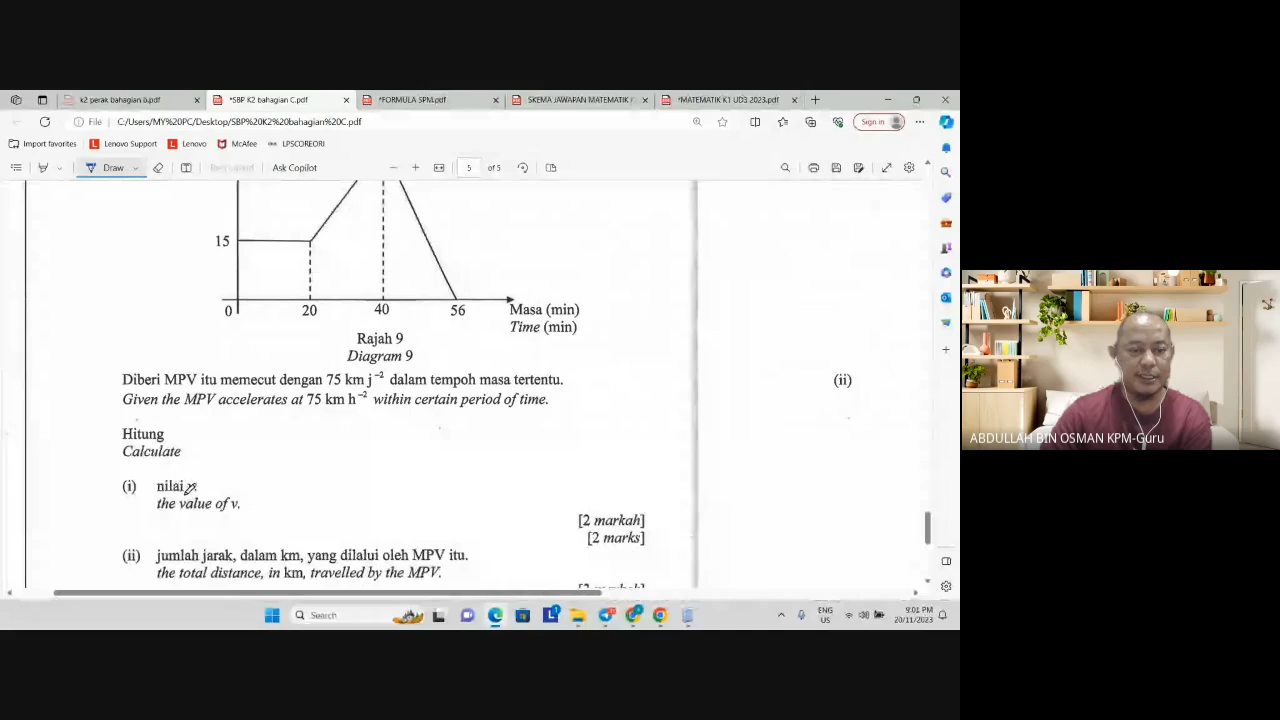 k2 perak bahagian b.pdf
*SBP K2 bahagian C.pdf
*FORMULA SPM.pdf
SKEMA JAWAPAN MATEMATIK
*MATEMATIK K1 UD3 2023.pdf
File
C:/Users/MY%20PC/Desktop/SBP%20K2%20bahagian%20C.pdf
Sign in
Import favorites
Lenovo Support
Lenovo
McAfee
LPSCOREORI
Draw
Read aloud
Ask Copilot
5 of 5
15
0 20 40 56 Masa (min)
Time (min)
Rajah 9
Diagram 9
Diberi MPV itu memecut dengan 75 km j⁻² dalam tempoh masa tertentu.
Given the MPV accelerates at 75 km h⁻² within certain period of time.
(ii)
Hitung
Calculate
(i) nilai
the value of v.
[2 markah]
[2 marks]
(ii) jumlah jarak, dalam km, yang dilalui oleh MPV itu.
the total distance, in km, travelled by the MPV.
ABDULLAH BIN OSMAN KPM-Guru
Search
ENG
US
9:01 PM
20/11/2023